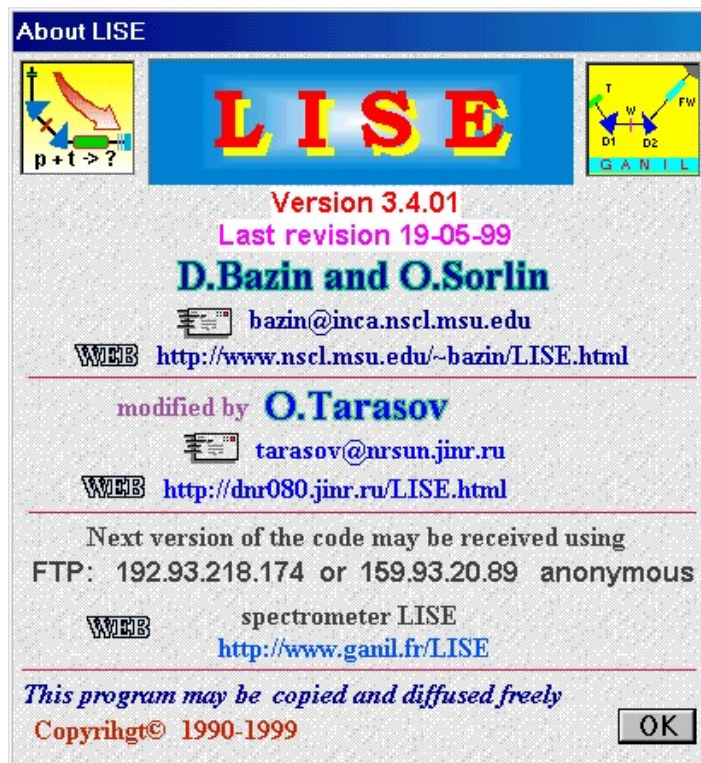 About LISE
p + t -> ?
L I S E
T
W
FW
D1
D2
G A N I L
Version 3.4.01
Last revision 19-05-99
D.Bazin and O.Sorlin
bazin@inca.nscl.msu.edu
WEB http://www.nscl.msu.edu/~bazin/LISE.html
modified by O.Tarasov
tarasov@nrsun.jinr.ru
WEB http://dnr080.jinr.ru/LISE.html
Next version of the code may be received using
FTP: 192.93.218.174 or 159.93.20.89 anonymous
spectrometer LISE
WEB http://www.ganil.fr/LISE
This program may be copied and diffused freely
Copyrihgt© 1990-1999
OK